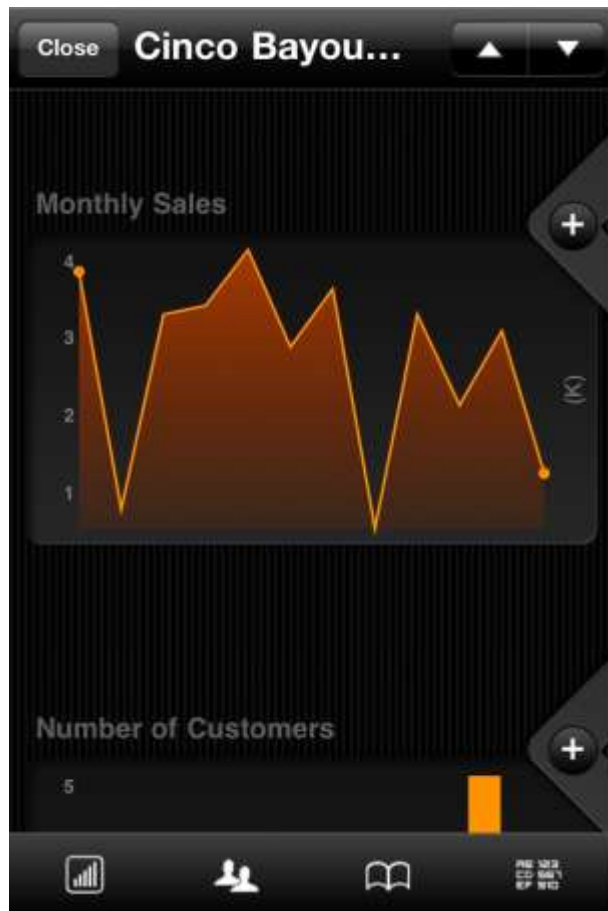 Close
Cinco Bayou...
Monthly Sales
4
3
2
1
(K)
Number of Customers
5